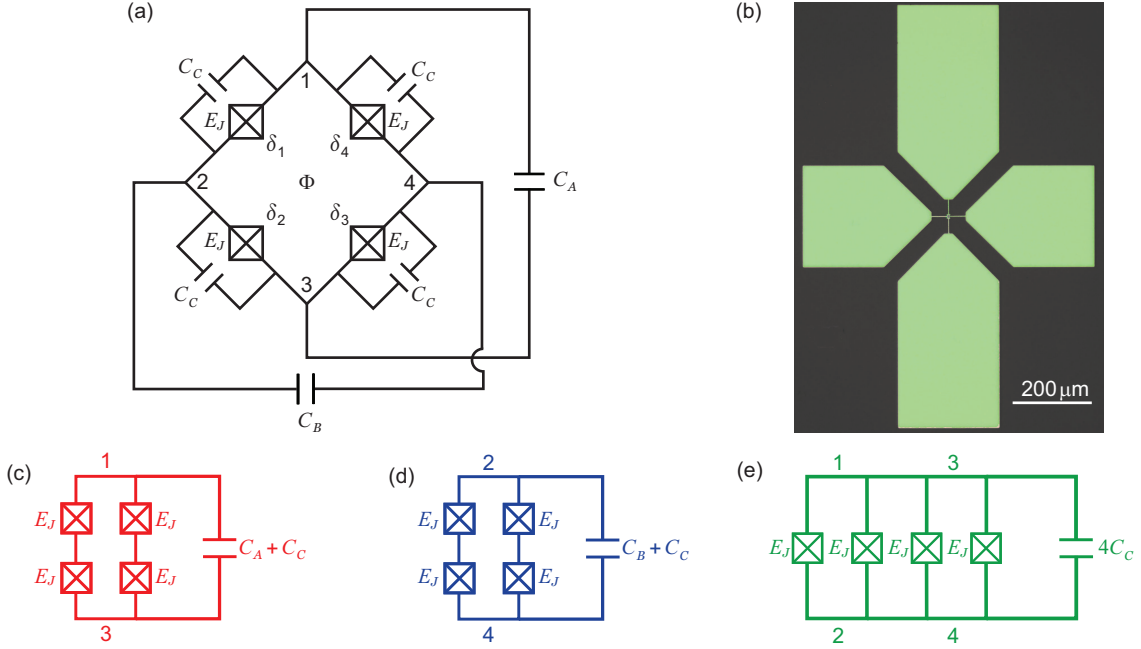 (a)
C_C
C_C
1
E_J
E_J
δ_1
δ_4
2
Φ
4
C_A
δ_2
δ_3
E_J
E_J
C_C
C_C
3
C_B
(b)
200 μm
(c)
1
E_J
E_J
C_A + C_C
E_J
E_J
3
(d)
2
E_J
E_J
C_B + C_C
E_J
E_J
4
(e)
1
3
E_J
E_J
E_J
E_J
4C_C
2
4